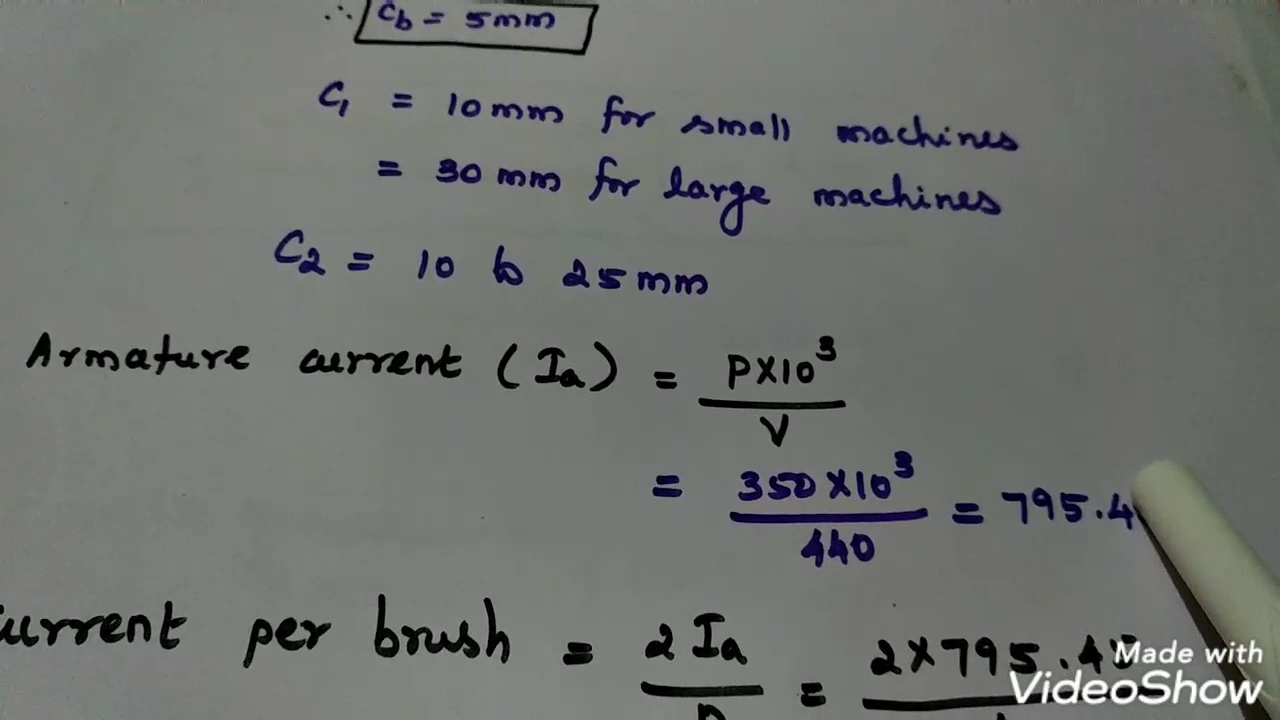 ∴ Cb = 5mm
C1 = 10mm for small machines
= 30mm for large machines
C2 = 10 to 25mm
Armature current (Ia) = P×10³ / V
= 350×10³ / 440 = 795.4
urrent per brush = 2Ia / = 2×795.4
Made with
VideoShow